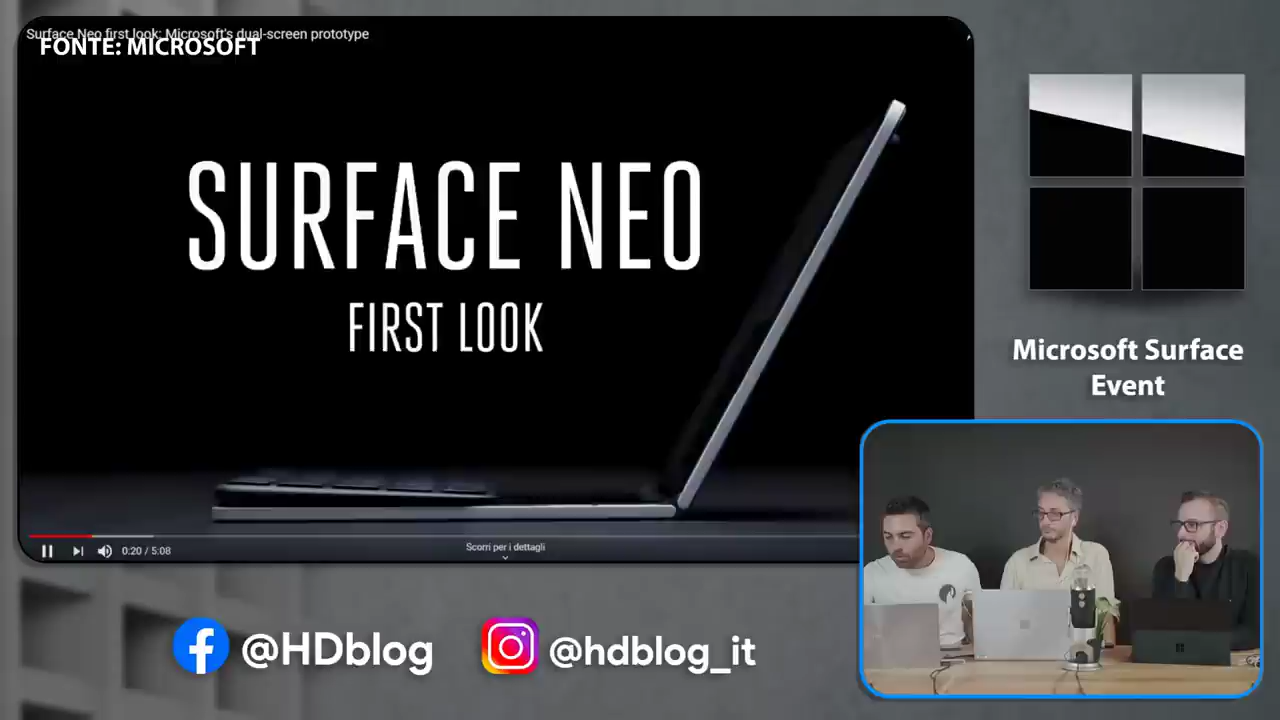 Surface Neo first look: Microsoft's dual-screen prototype
FONTE: MICROSOFT
SURFACE NEO
FIRST LOOK
0:20 / 5:08
Scorri per i dettagli
Microsoft Surface
Event
@HDblog
@hdblog_it